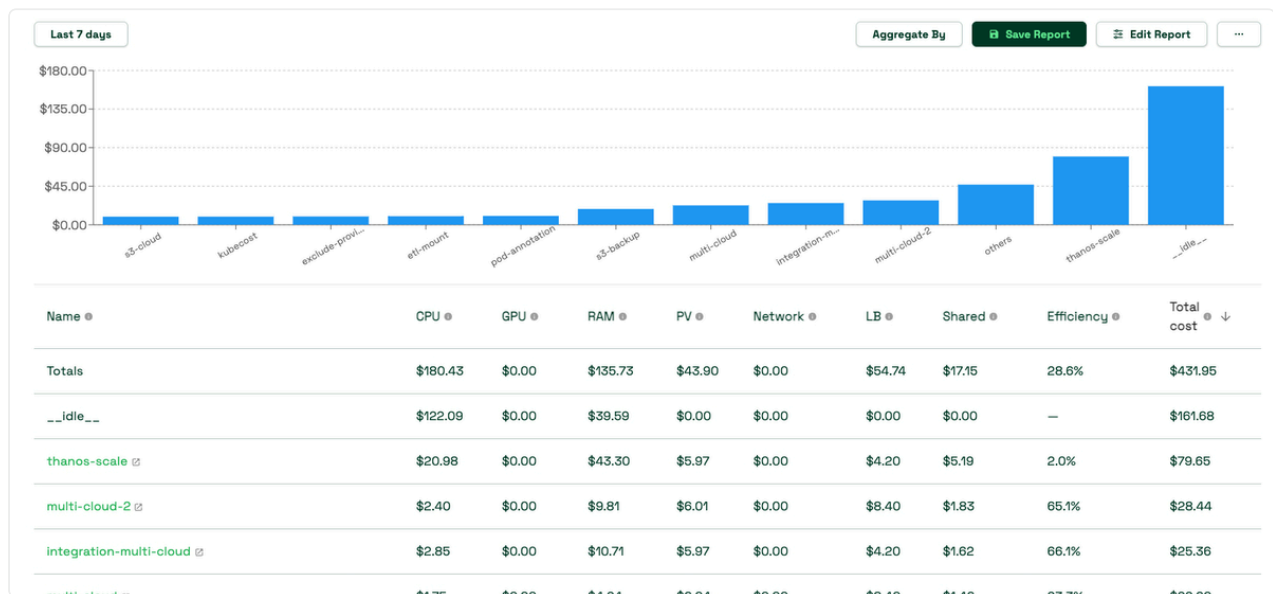 Last 7 days
Aggregate By
Save Report
Edit Report
...
$180.00
$135.00
$90.00
$45.00
$0.00
s3-cloud
kubecost
exclude-provi...
etl-mount
pod-annotation
s3-backup
multi-cloud
integration-m...
multi-cloud-2
others
thanos-scale
__idle__
Name CPU GPU RAM PV Network LB Shared Efficiency Total cost
Totals $180.43 $0.00 $135.73 $43.90 $0.00 $54.74 $17.15 28.6% $431.95
__idle__ $122.09 $0.00 $39.59 $0.00 $0.00 $0.00 $0.00 — $161.68
thanos-scale $20.98 $0.00 $43.30 $5.97 $0.00 $4.20 $5.19 2.0% $79.65
multi-cloud-2 $2.40 $0.00 $9.81 $6.01 $0.00 $8.40 $1.83 65.1% $28.44
integration-multi-cloud $2.85 $0.00 $10.71 $5.97 $0.00 $4.20 $1.62 66.1% $25.36